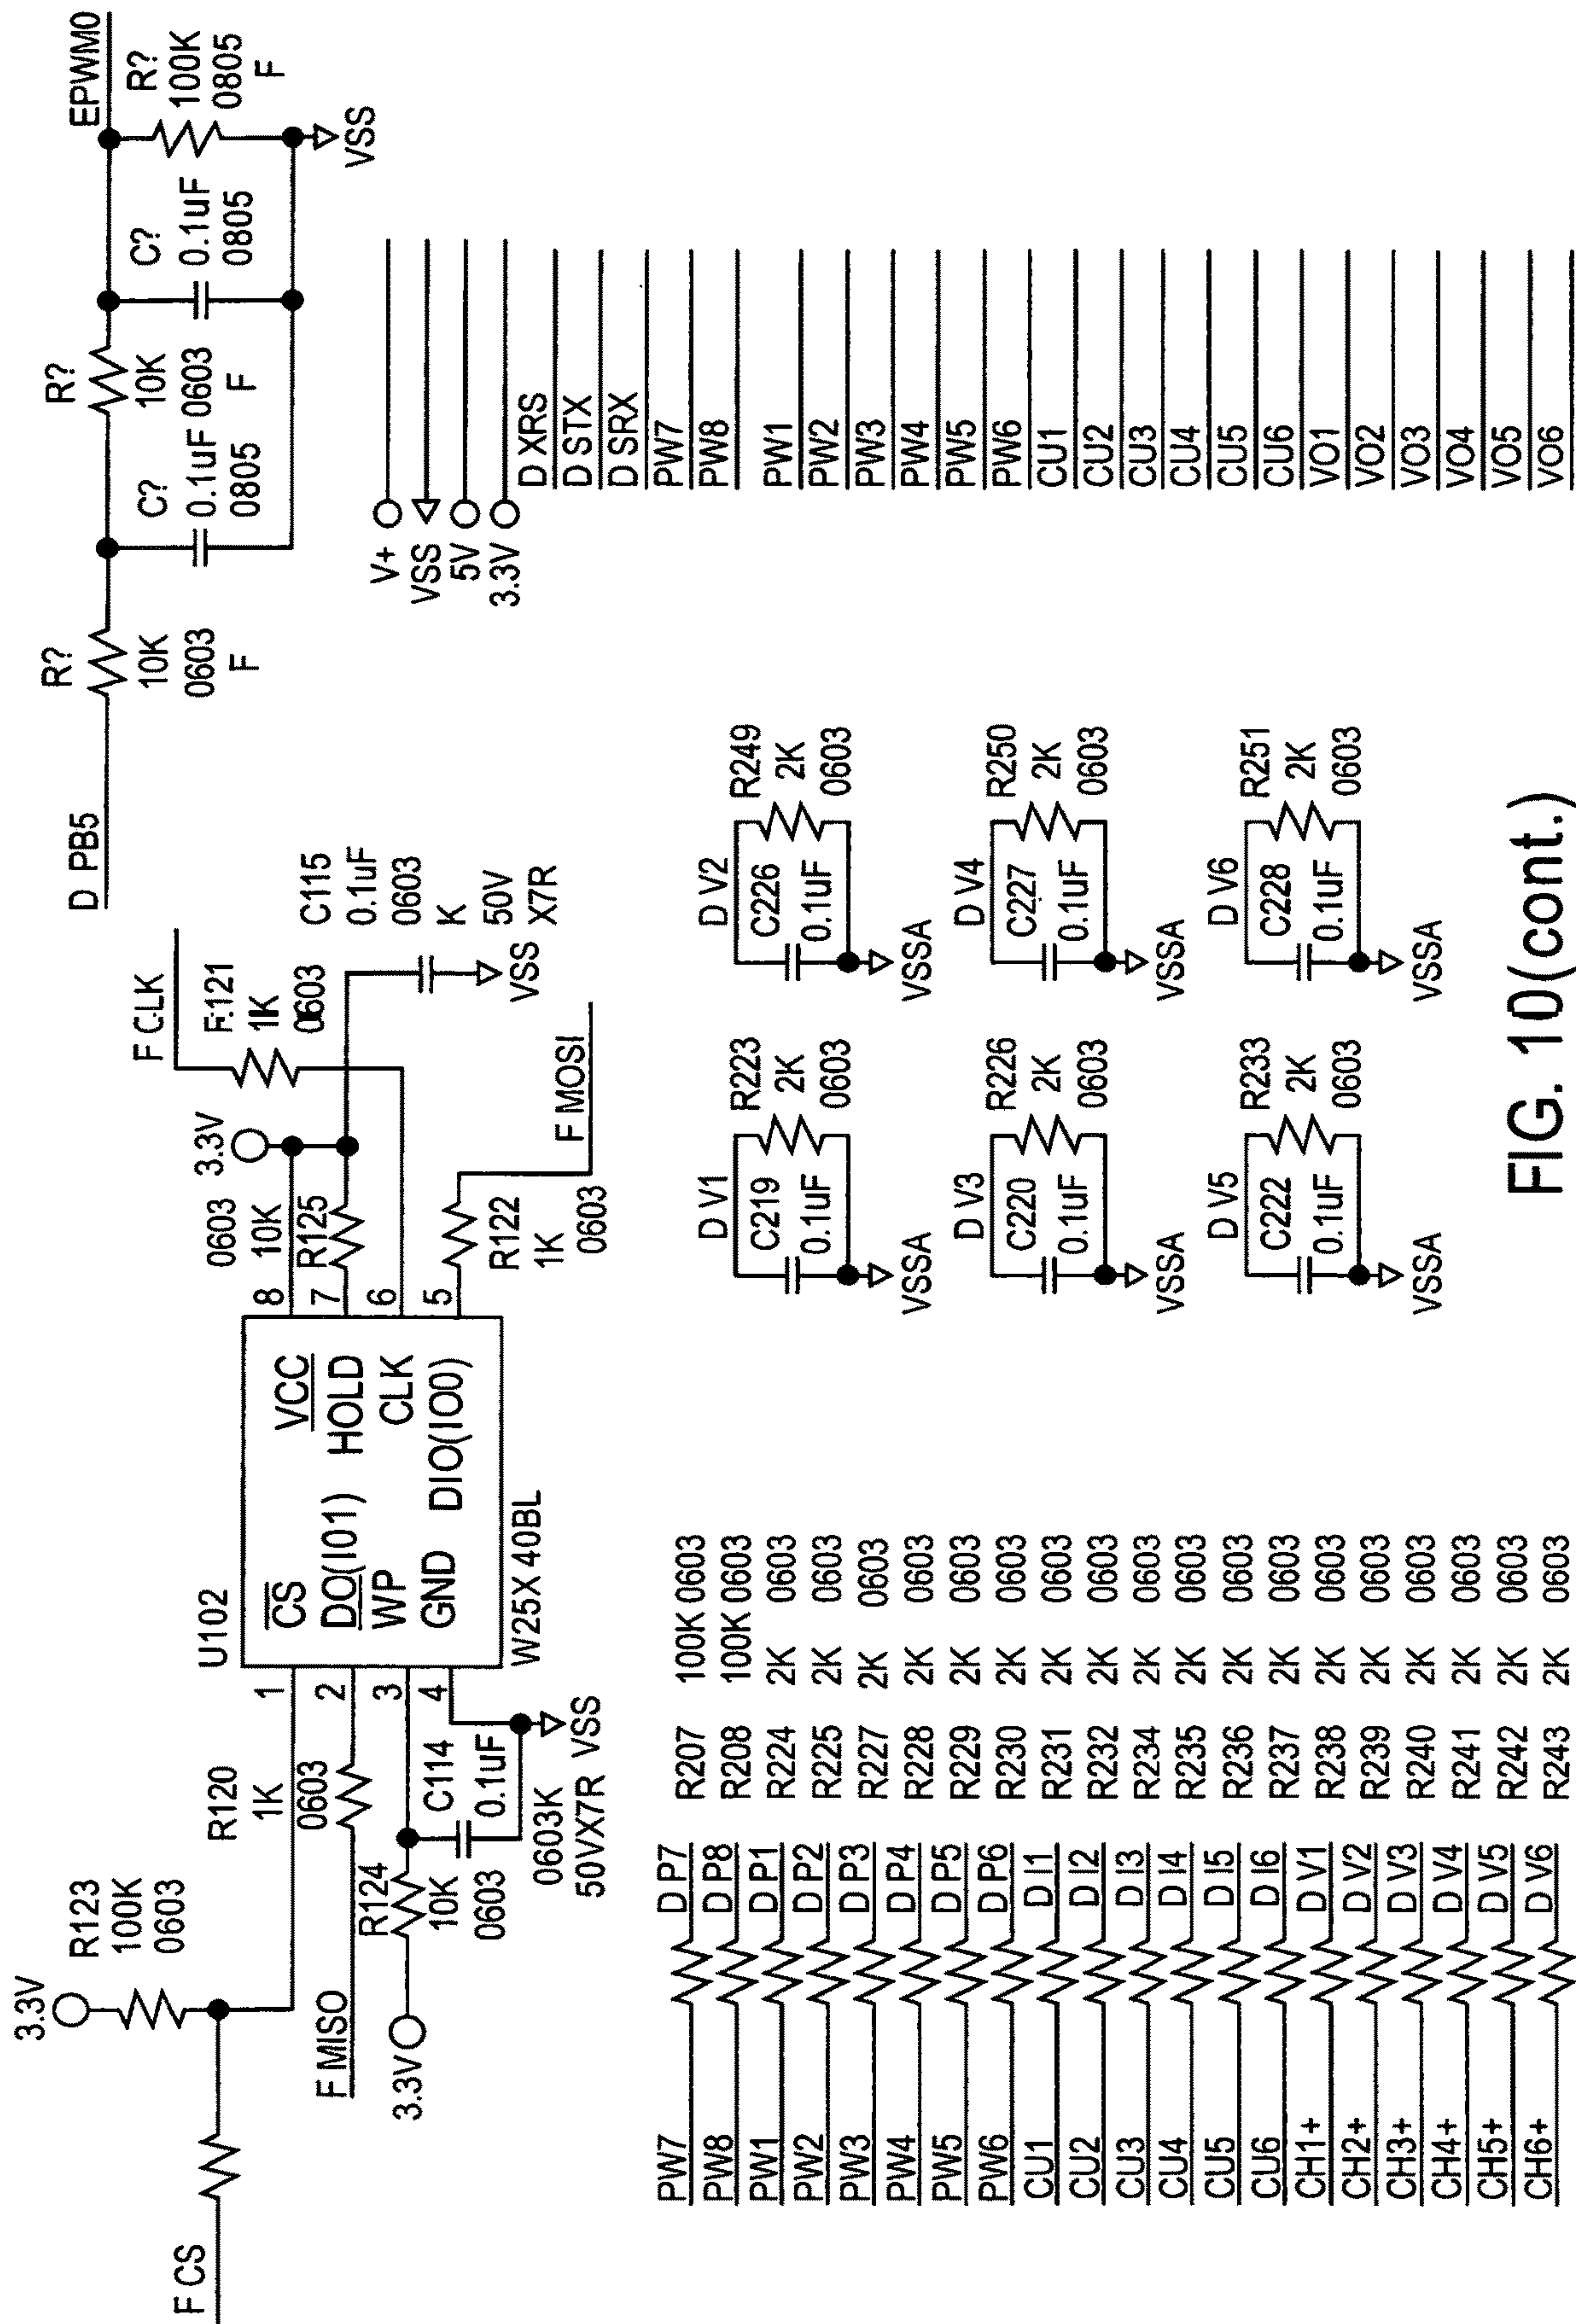 3.3V
R123
100K
0603
F CS
F MISO
R120
1K
0603
3.3V
R124
10K
0603
C114
0.1uF
0603K
50VX7R
VSS
U102
1
2
3
4
CS
DO(IO1)
WP
GND
VCC
HOLD
CLK
DIO(IO0)
W25X 40BL
8
7
6
5
0603
10K
R125
3.3V
F CLK
1K
0603
R122
1K
0603
F MOSI
C115
0.1uF
0603
K
50V
X7R
VSS
D PB5
R?
10K
0603
F
C?
0.1uF
0805
R?
10K
0603
F
C?
0.1uF
0805
EPWM0
R?
100K
0805
F
VSS
PW7 D P7 R207 100K 0603
PW8 D P8 R208 100K 0603
PW1 D P1 R224 2K 0603
PW2 D P2 R225 2K 0603
PW3 D P3 R227 2K 0603
PW4 D P4 R228 2K 0603
PW5 D P5 R229 2K 0603
PW6 D P6 R230 2K 0603
CU1 D I1 R231 2K 0603
CU2 D I2 R232 2K 0603
CU3 D I3 R234 2K 0603
CU4 D I4 R235 2K 0603
CU5 D I5 R236 2K 0603
CU6 D I6 R237 2K 0603
CH1+ D V1 R238 2K 0603
CH2+ D V2 R239 2K 0603
CH3+ D V3 R240 2K 0603
CH4+ D V4 R241 2K 0603
CH5+ D V5 R242 2K 0603
CH6+ D V6 R243 2K 0603
D V1
C219
0.1uF
R223
2K
0603
VSSA
D V2
C226
0.1uF
R249
2K
0603
VSSA
D V3
C220
0.1uF
R226
2K
0603
VSSA
D V4
C227
0.1uF
R250
2K
0603
VSSA
D V5
C222
0.1uF
R233
2K
0603
VSSA
D V6
C228
0.1uF
R251
2K
0603
VSSA
V+
VSS
5V
3.3V
D XRS
D STX
D SRX
PW7
PW8
PW1
PW2
PW3
PW4
PW5
PW6
CU1
CU2
CU3
CU4
CU5
CU6
VO1
VO2
VO3
VO4
VO5
VO6
FIG. 10(cont.)